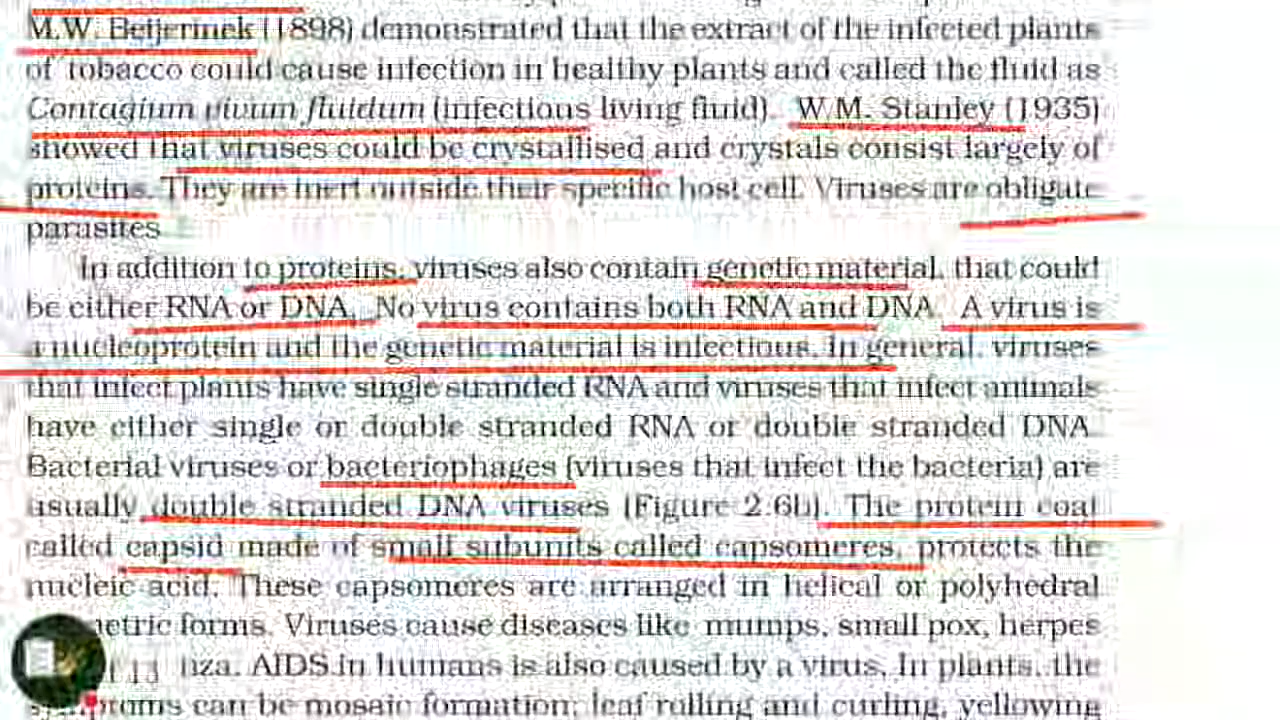 M.W. Beijerinek (1898) demonstrated that the extract of the infected plants
of tobacco could cause infection in healthy plants and called the fluid as
Contagium vivum fluidum (infectious living fluid). W.M. Stanley (1935)
showed that viruses could be crystallised and crystals consist largely of
proteins. They are inert outside their specific host cell. Viruses are obligate
parasites.
In addition to proteins, viruses also contain genetic material, that could
be either RNA or DNA. No virus contains both RNA and DNA. A virus is
a nucleoprotein and the genetic material is infectious. In general, viruses
that infect plants have single stranded RNA and viruses that infect animals
have either single or double stranded RNA or double stranded DNA.
Bacterial viruses or bacteriophages (viruses that infect the bacteria) are
usually double stranded DNA viruses (Figure 2.6b). The protein coat
called capsid made of small subunits called capsomeres, protects the
nucleic acid. These capsomeres are arranged in helical or polyhedral
etric forms. Viruses cause diseases like mumps, small pox, herpes
nza. AIDS in humans is also caused by a virus. In plants, the
symptoms can be mosaic formation, leaf rolling and curling, yellowing